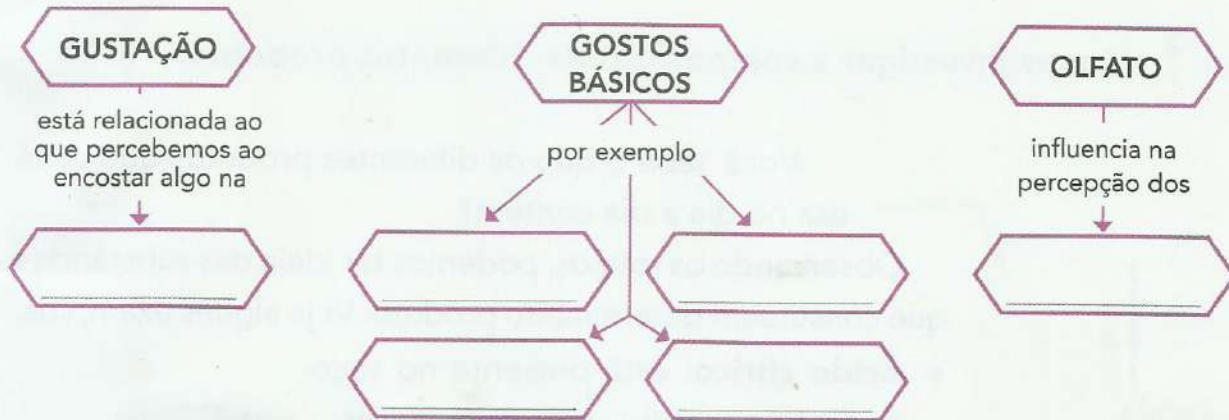 GUSTAÇÃO
está relacionada ao
que percebemos ao
encostar algo na
GOSTOS
BÁSICOS
por exemplo
OLFATO
influencia na
percepção dos